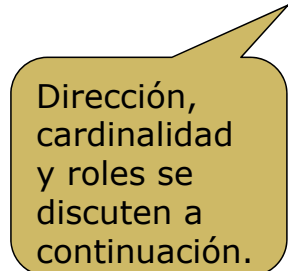 Dirección,
cardinalidad
y roles se
discuten a
continuación.